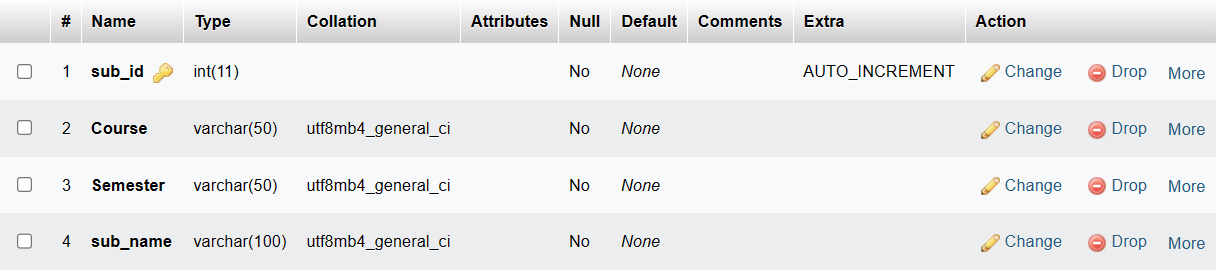 # Name Type Collation Attributes Null Default Comments Extra Action
1 sub_id int(11) No None AUTO_INCREMENT Change Drop More
2 Course varchar(50) utf8mb4_general_ci No None Change Drop More
3 Semester varchar(50) utf8mb4_general_ci No None Change Drop More
4 sub_name varchar(100) utf8mb4_general_ci No None Change Drop More